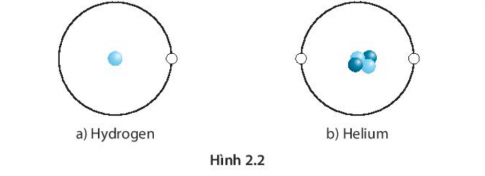 a) Hydrogen
b) Helium
Hình 2.2